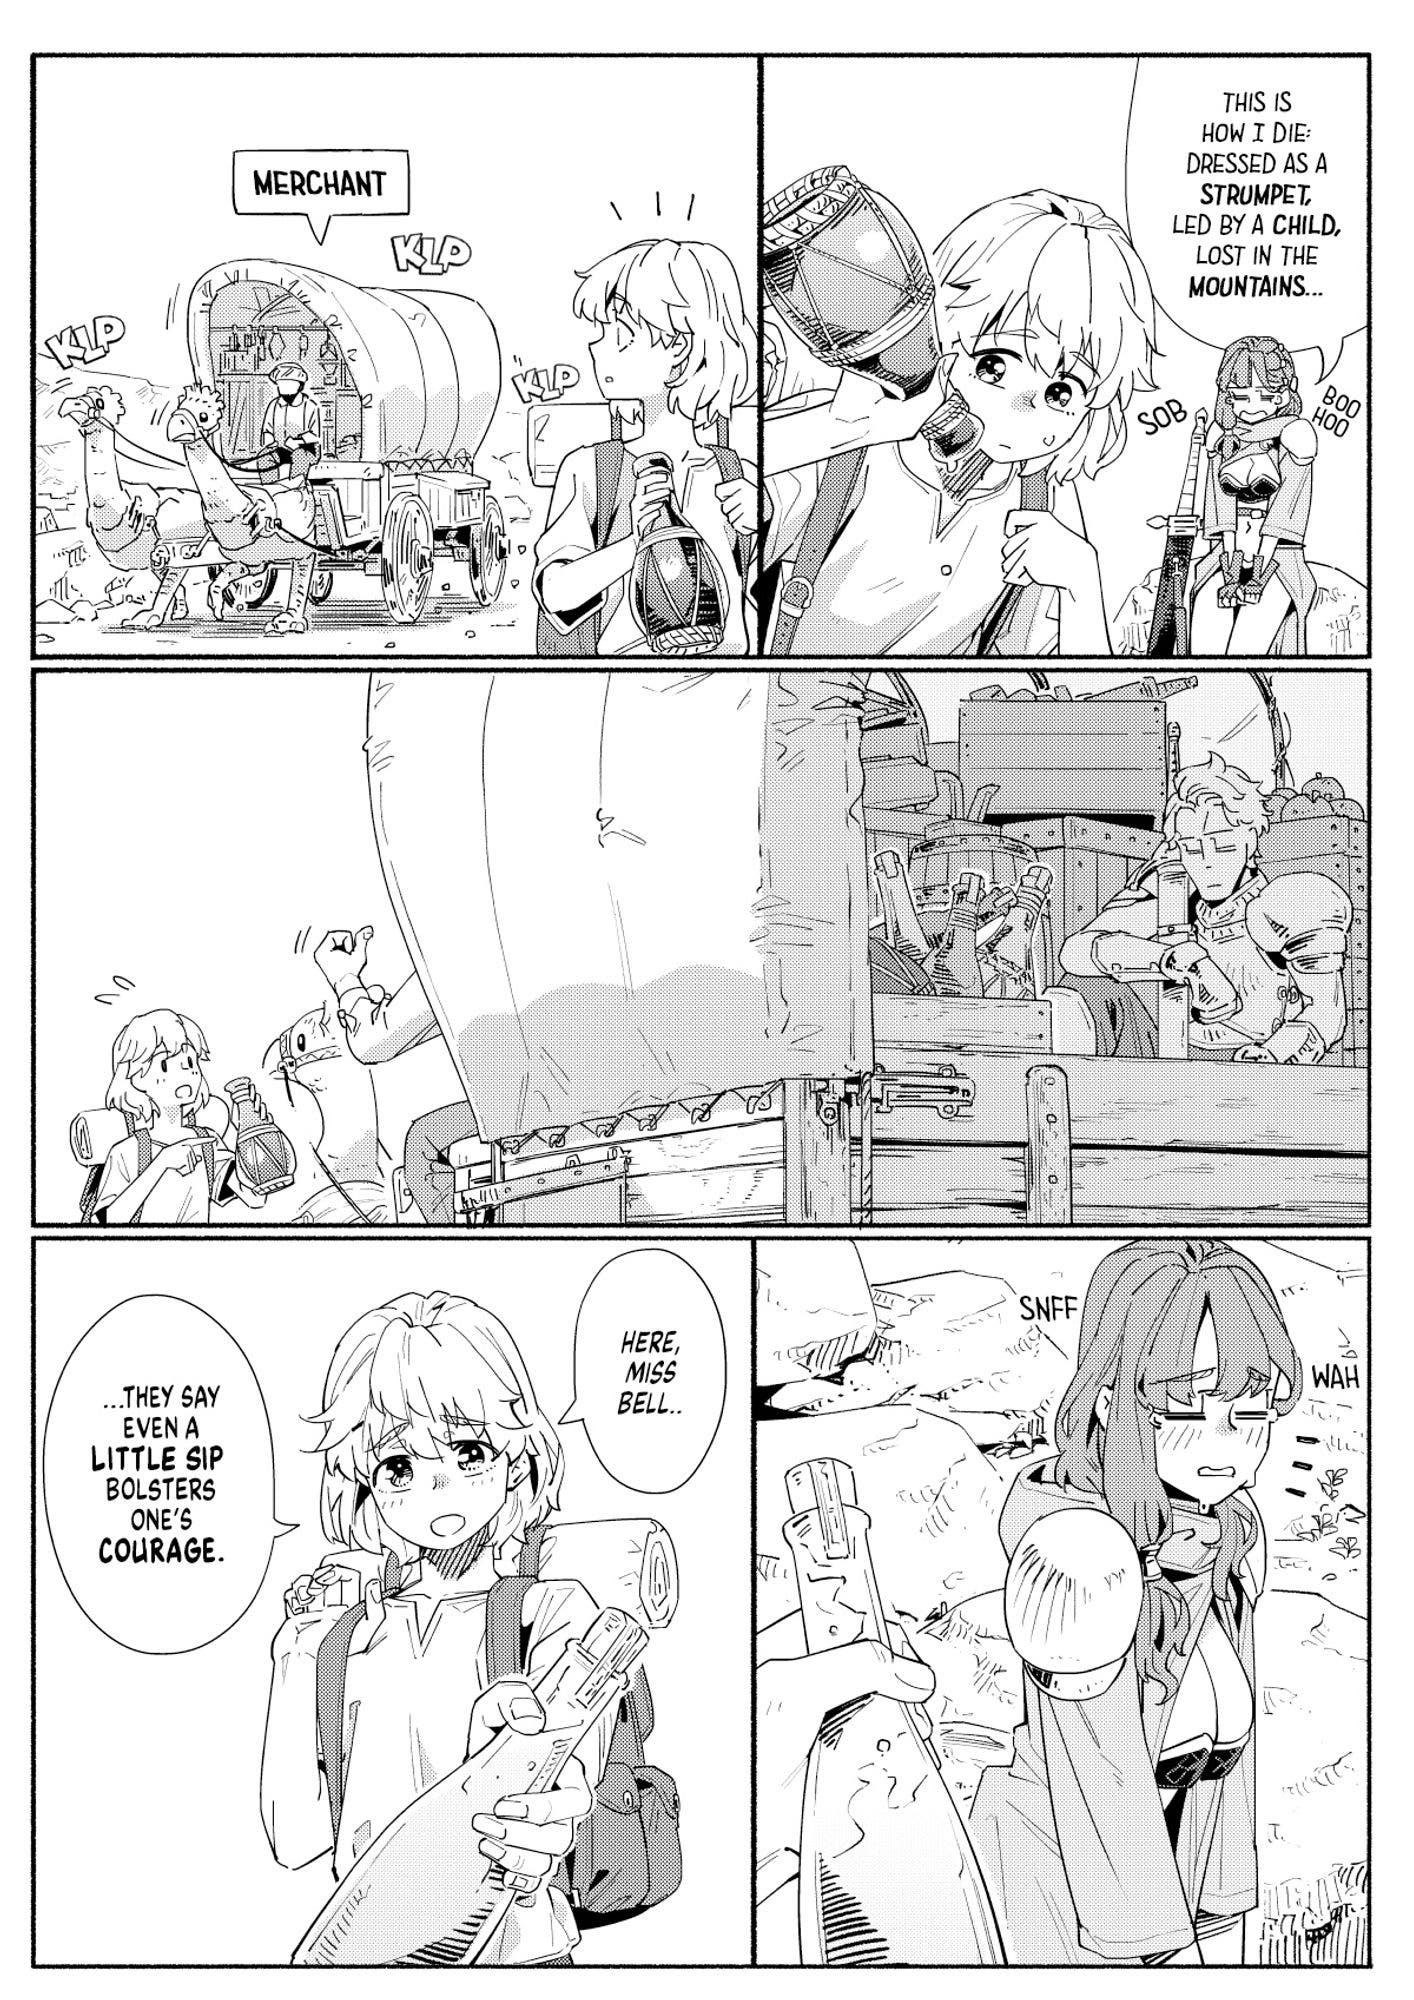 THIS IS
HOW I DIE:
DRESSED AS A
STRUMPET,
LED BY A CHILD,
LOST IN THE
MOUNTAINS...
SOB
BOO
HOO
MERCHANT
KLP
KLP
KLP
SNFF
WAH
HERE,
MISS
BELL..
...THEY SAY
EVEN A
LITTLE SIP
BOLSTERS
ONE'S
COURAGE.